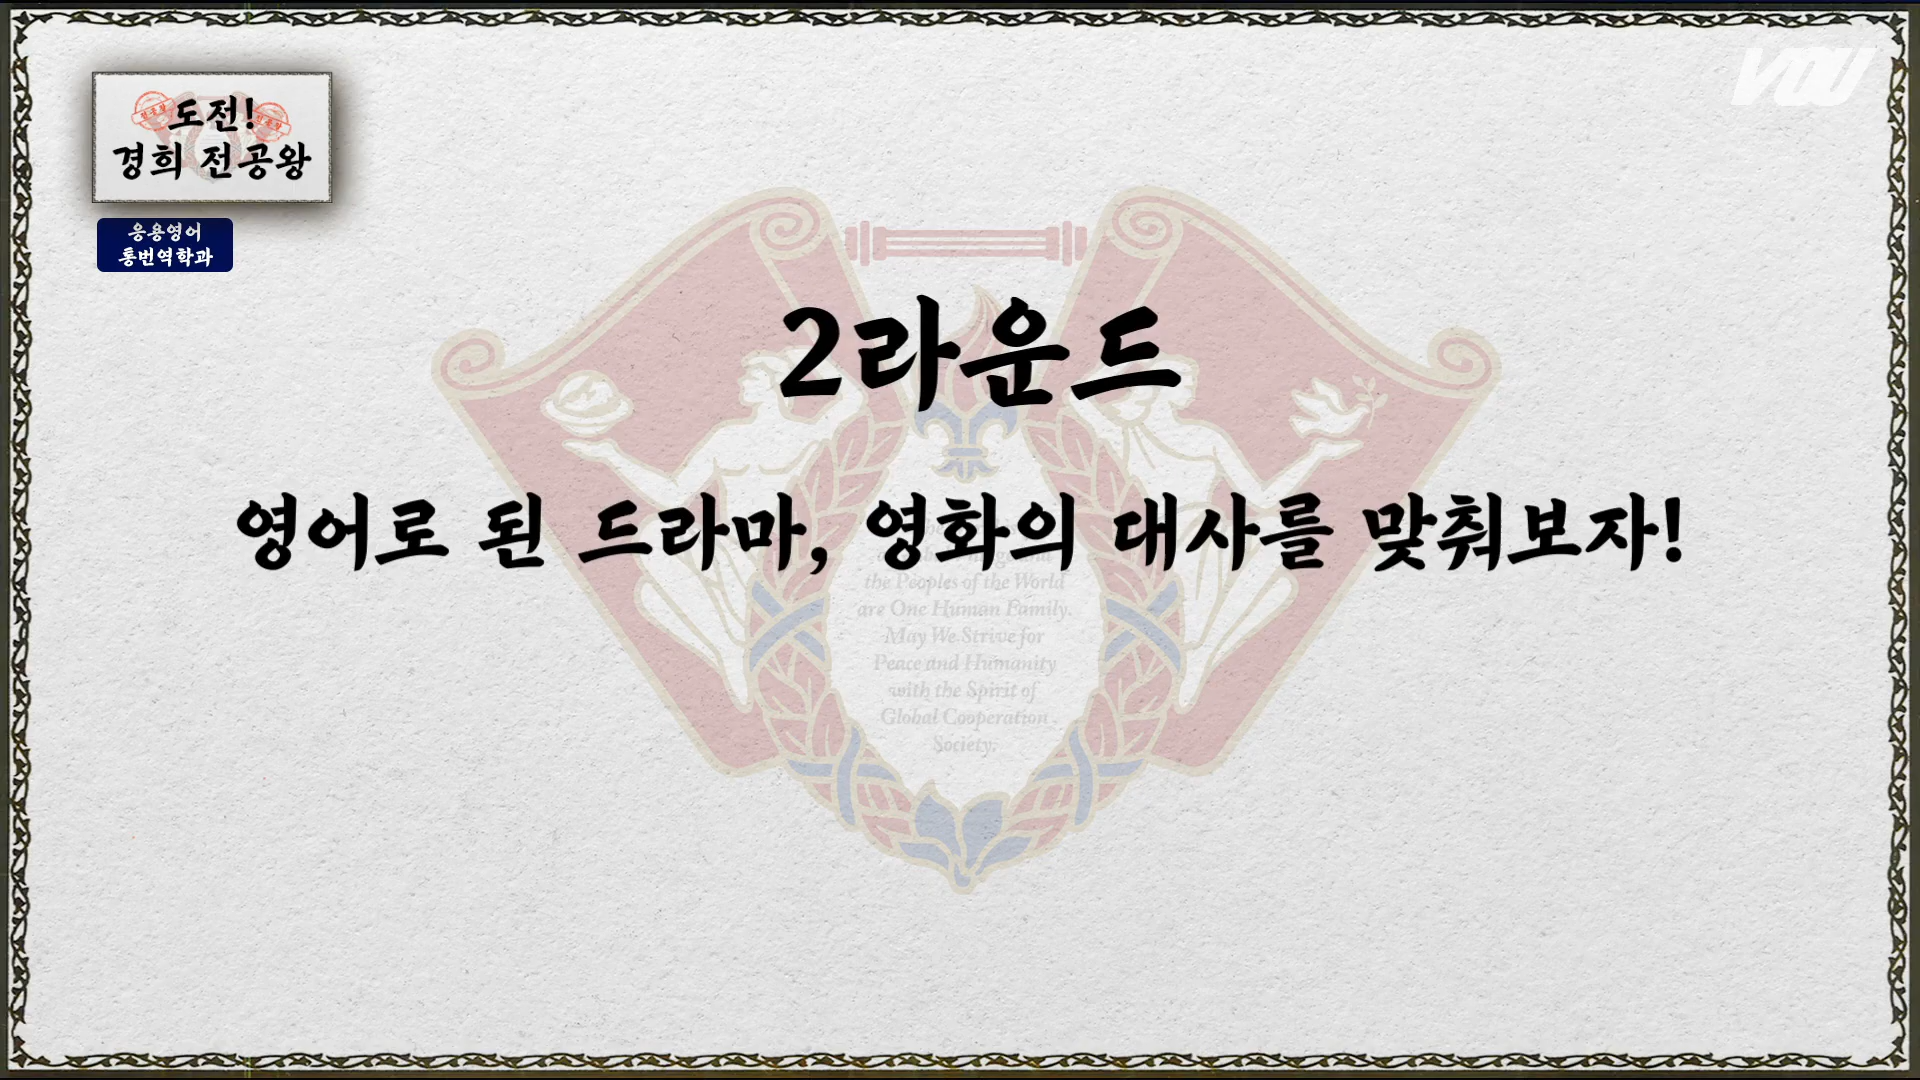 도전!
경희 전공왕
응용영어
통번역학과
VOU
2라운드
영어로 된 드라마, 영화의 대사를 맞춰보자!
the Peoples of the World
are One Human Family.
May We Strive for
Peace and Humanity
with the Spirit of
Global Cooperation
Society.